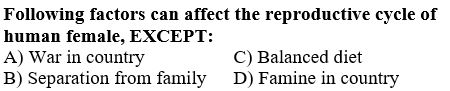 Following factors can affect the reproductive cycle of
human female, EXCEPT:
A) War in country C) Balanced diet
B) Separation from family D) Famine in country